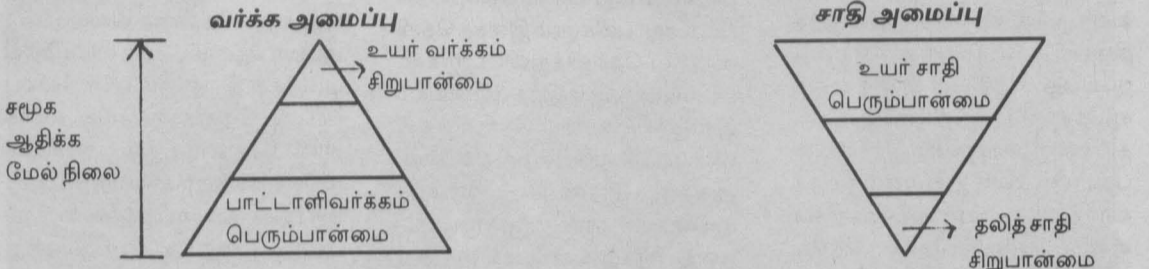 வர்க்க அமைப்பு
சமூக
ஆதிக்க
மேல் நிலை
உயர் வர்க்கம்
சிறுபான்மை
பாட்டாளிவர்க்கம்
பெரும்பான்மை
சாதி அமைப்பு
உயர் சாதி
பெரும்பான்மை
தலித் சாதி
சிறுபான்மை